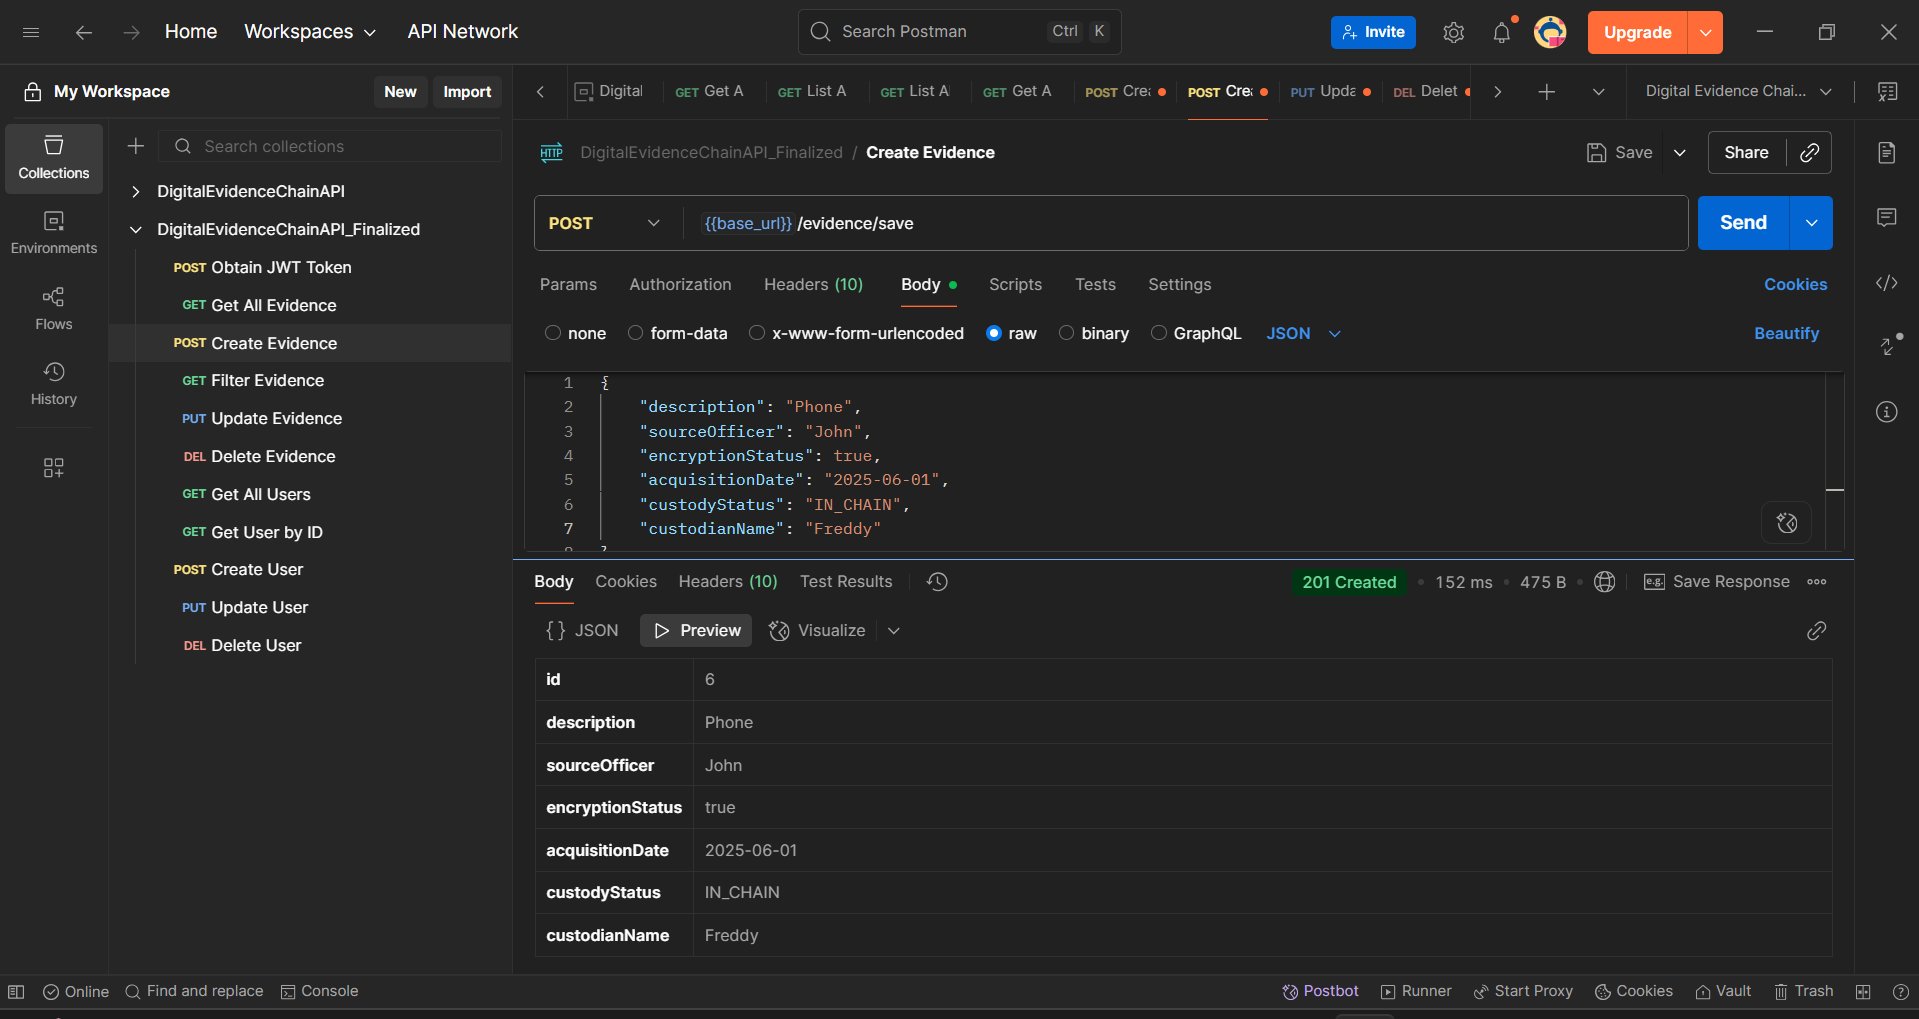 Home Workspaces API Network Search Postman Ctrl K Invite Upgrade
My Workspace New Import
Digital GET Get A GET List A GET List A GET Get A POST Cre POST Cre PUT Upda DEL Delet Digital Evidence Chai...
Collections
Environments
Flows
History
Search collections
DigitalEvidenceChainAPI
DigitalEvidenceChainAPI_Finalized
POST Obtain JWT Token
GET Get All Evidence
POST Create Evidence
GET Filter Evidence
PUT Update Evidence
DEL Delete Evidence
GET Get All Users
GET Get User by ID
POST Create User
PUT Update User
DEL Delete User
HTTP DigitalEvidenceChainAPI_Finalized / Create Evidence Save Share
POST {{base_url}} /evidence/save Send
Params Authorization Headers (10) Body Scripts Tests Settings Cookies
none form-data x-www-form-urlencoded raw binary GraphQL JSON Beautify
1 {
2 "description": "Phone",
3 "sourceOfficer": "John",
4 "encryptionStatus": true,
5 "acquisitionDate": "2025-06-01",
6 "custodyStatus": "IN_CHAIN",
7 "custodianName": "Freddy"
Body Cookies Headers (10) Test Results 201 Created 152 ms 475 B e.g. Save Response
{} JSON Preview Visualize
id 6
description Phone
sourceOfficer John
encryptionStatus true
acquisitionDate 2025-06-01
custodyStatus IN_CHAIN
custodianName Freddy
Online Find and replace Console Postbot Runner Start Proxy Cookies Vault Trash